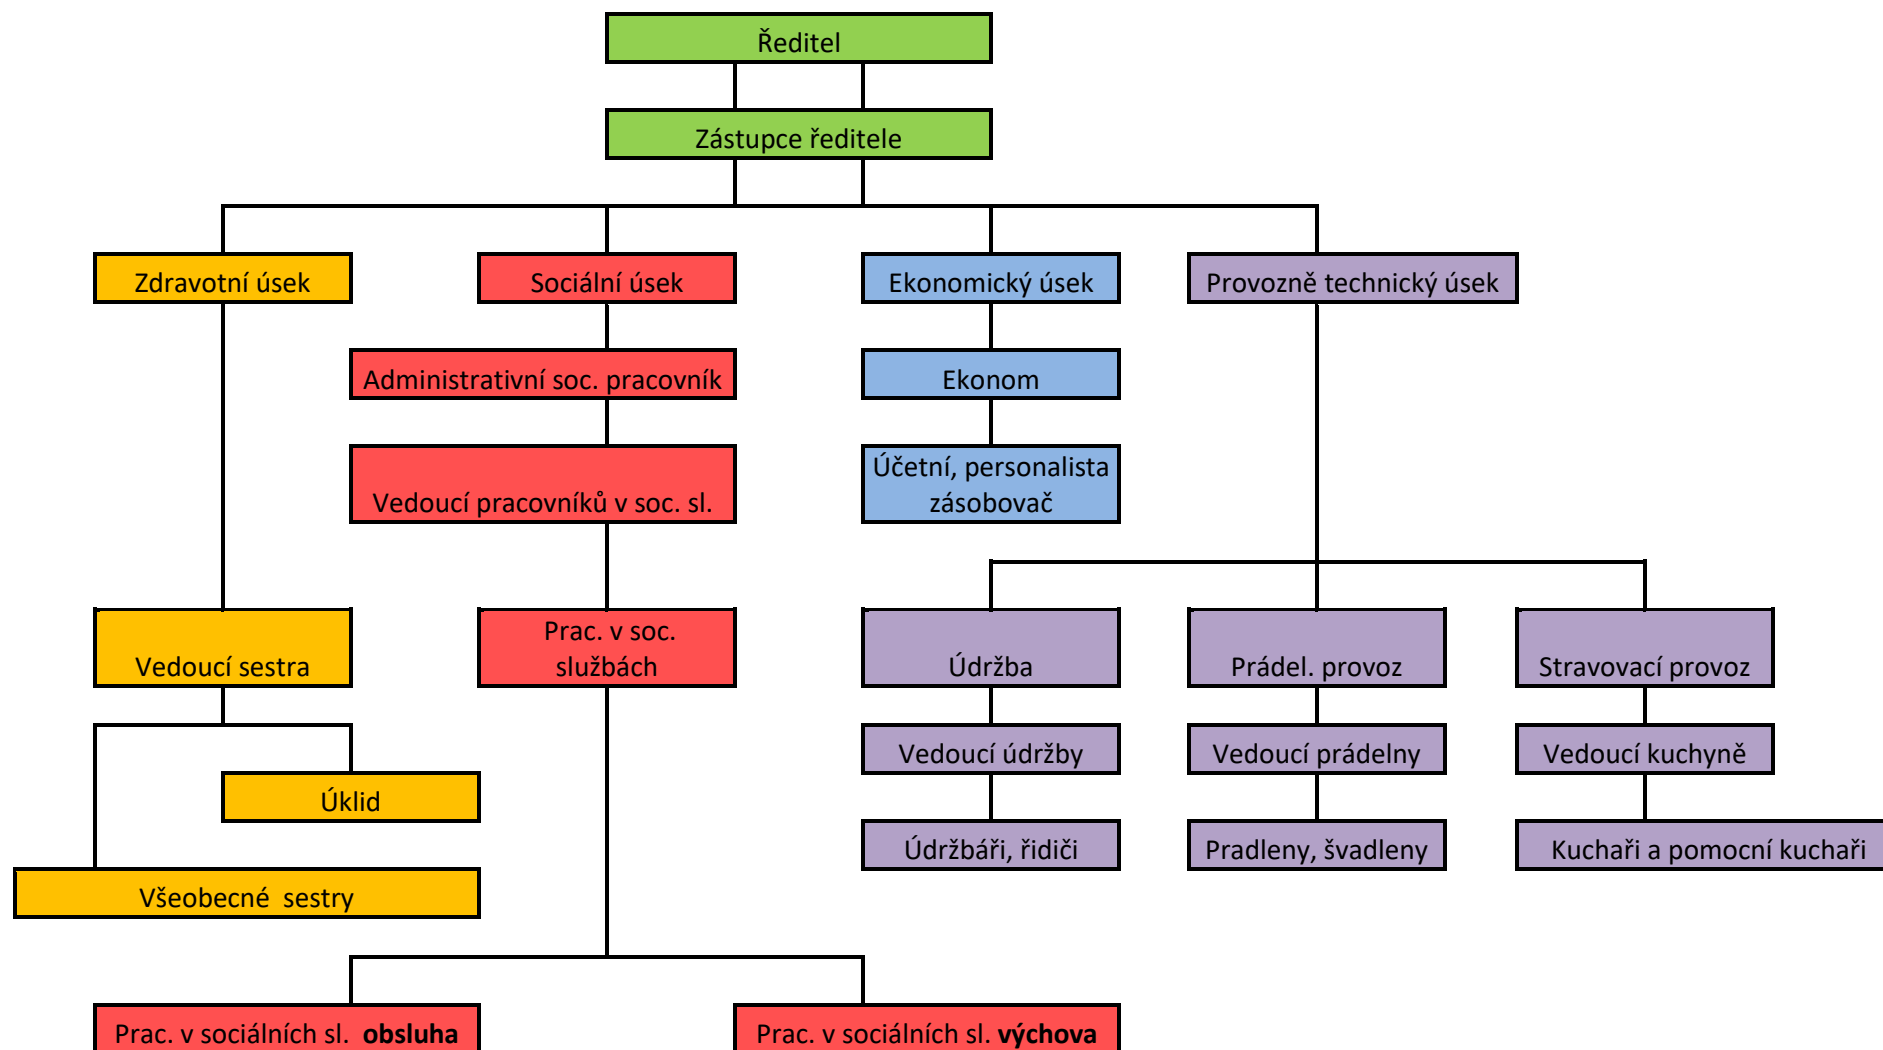 Ředitel
Zástupce ředitele
Zdravotní úsek
Sociální úsek
Ekonomický úsek
Provozně technický úsek
Administrativní soc. pracovník
Ekonom
Vedoucí pracovníků v soc. sl.
Účetní, personalista
zásobovač
Vedoucí sestra
Prac. v soc.
službách
Údržba
Prádel. provoz
Stravovací provoz
Vedoucí údržby
Vedoucí prádelny
Vedoucí kuchyně
Úklid
Údržbáři, řidiči
Pradleny, švadleny
Kuchaři a pomocní kuchaři
Všeobecné sestry
Prac. v sociálních sl. obsluha
Prac. v sociálních sl. výchova